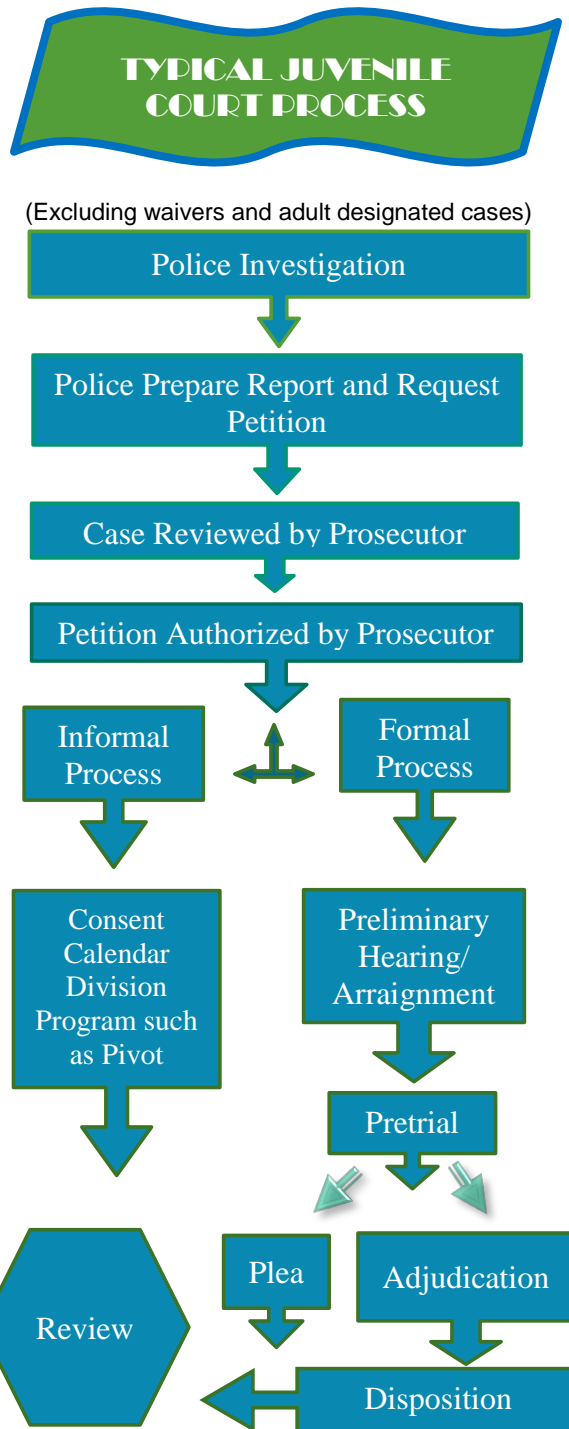 TYPICAL JUVENILE
COURT PROCESS
(Excluding waivers and adult designated cases)
Police Investigation
Police Prepare Report and Request
Petition
Case Reviewed by Prosecutor
Petition Authorized by Prosecutor
Informal
Process
Formal
Process
Consent
Calendar
Division
Program such
as Pivot
Preliminary
Hearing/
Arraignment
Pretrial
Plea
Adjudication
Review
Disposition